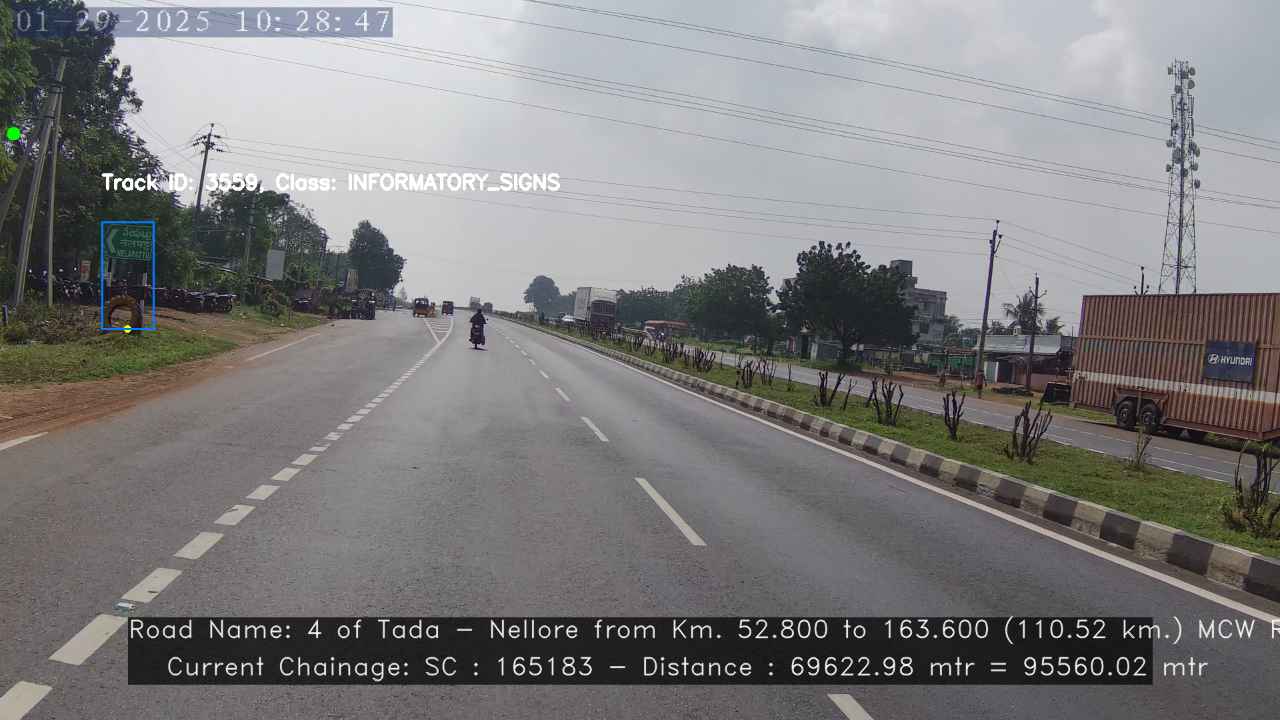 01-29-2025 10:28:47
Track ID: 3559, Class: INFORMATORY_SIGNS
HYUNDAI
Road Name: 4 of Tada - Nellore from Km. 52.800 to 163.600 (110.52 km.) MCW
Current Chainage: SC : 165183 - Distance : 69622.98 mtr = 95560.02 mtr